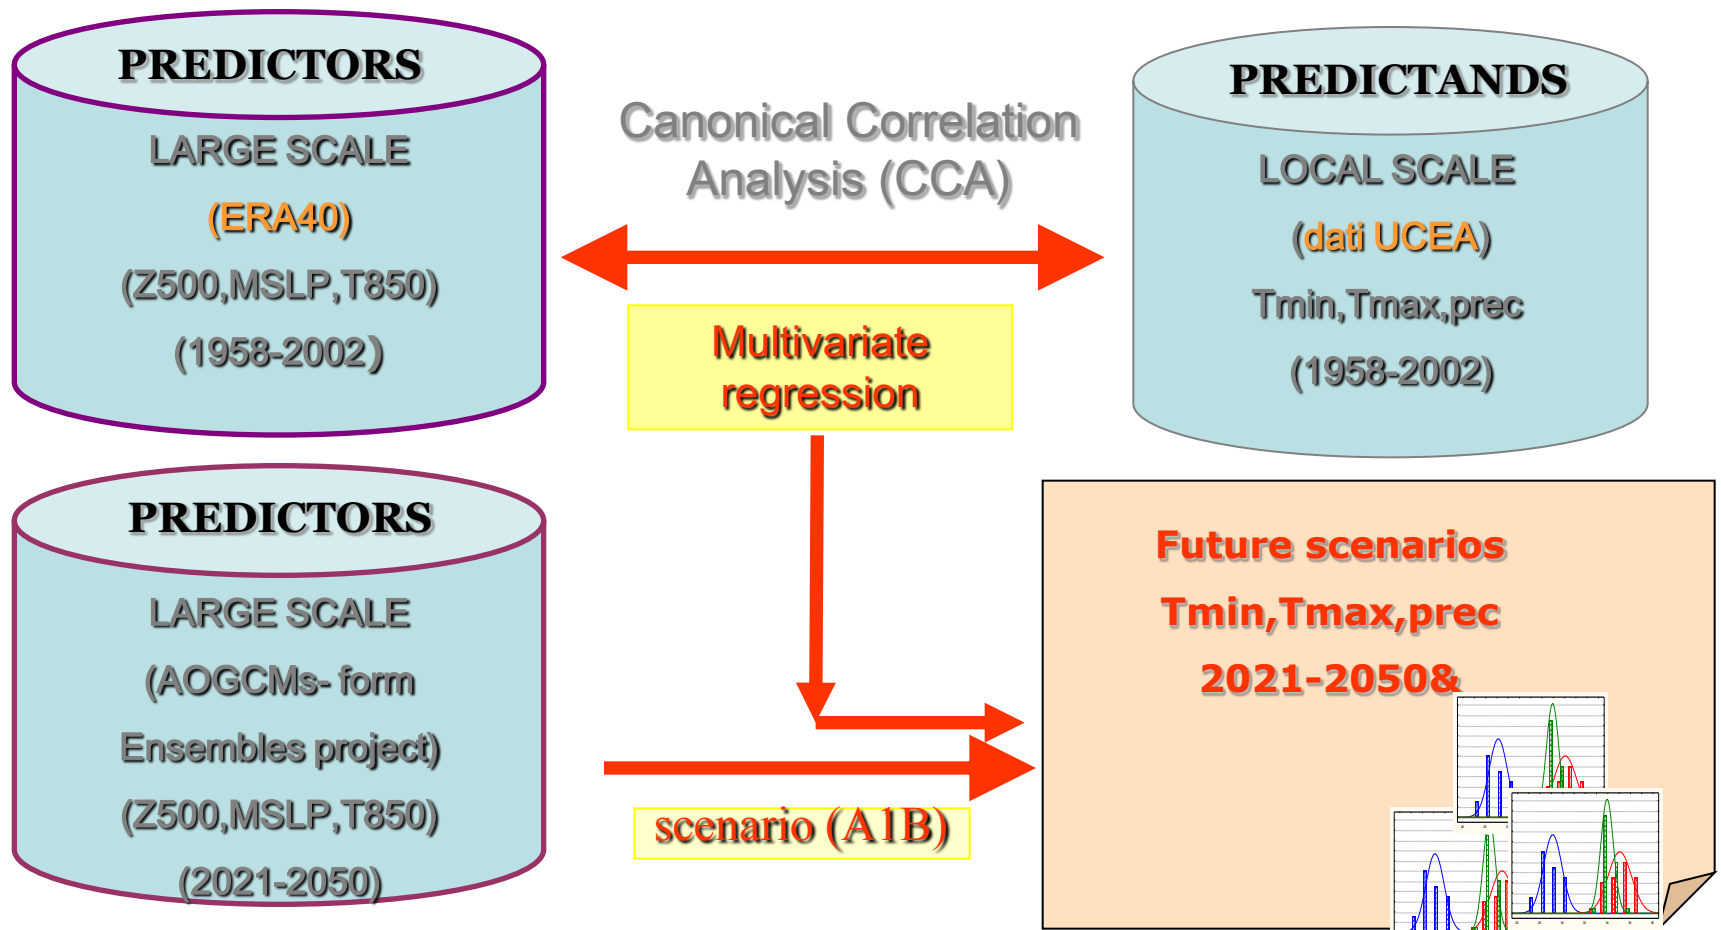 PREDICTORS
LARGE SCALE
(ERA40)
(Z500,MSLP,T850)
(1958-2002)
Canonical Correlation
Analysis (CCA)
Multivariate
regression
PREDICTANDS
LOCAL SCALE
(dati UCEA)
Tmin,Tmax,prec
(1958-2002)
PREDICTORS
LARGE SCALE
(AOGCMs- form
Ensembles project)
(Z500,MSLP,T850)
(2021-2050)
scenario (A1B)
Future scenarios
Tmin,Tmax,prec
2021-2050&